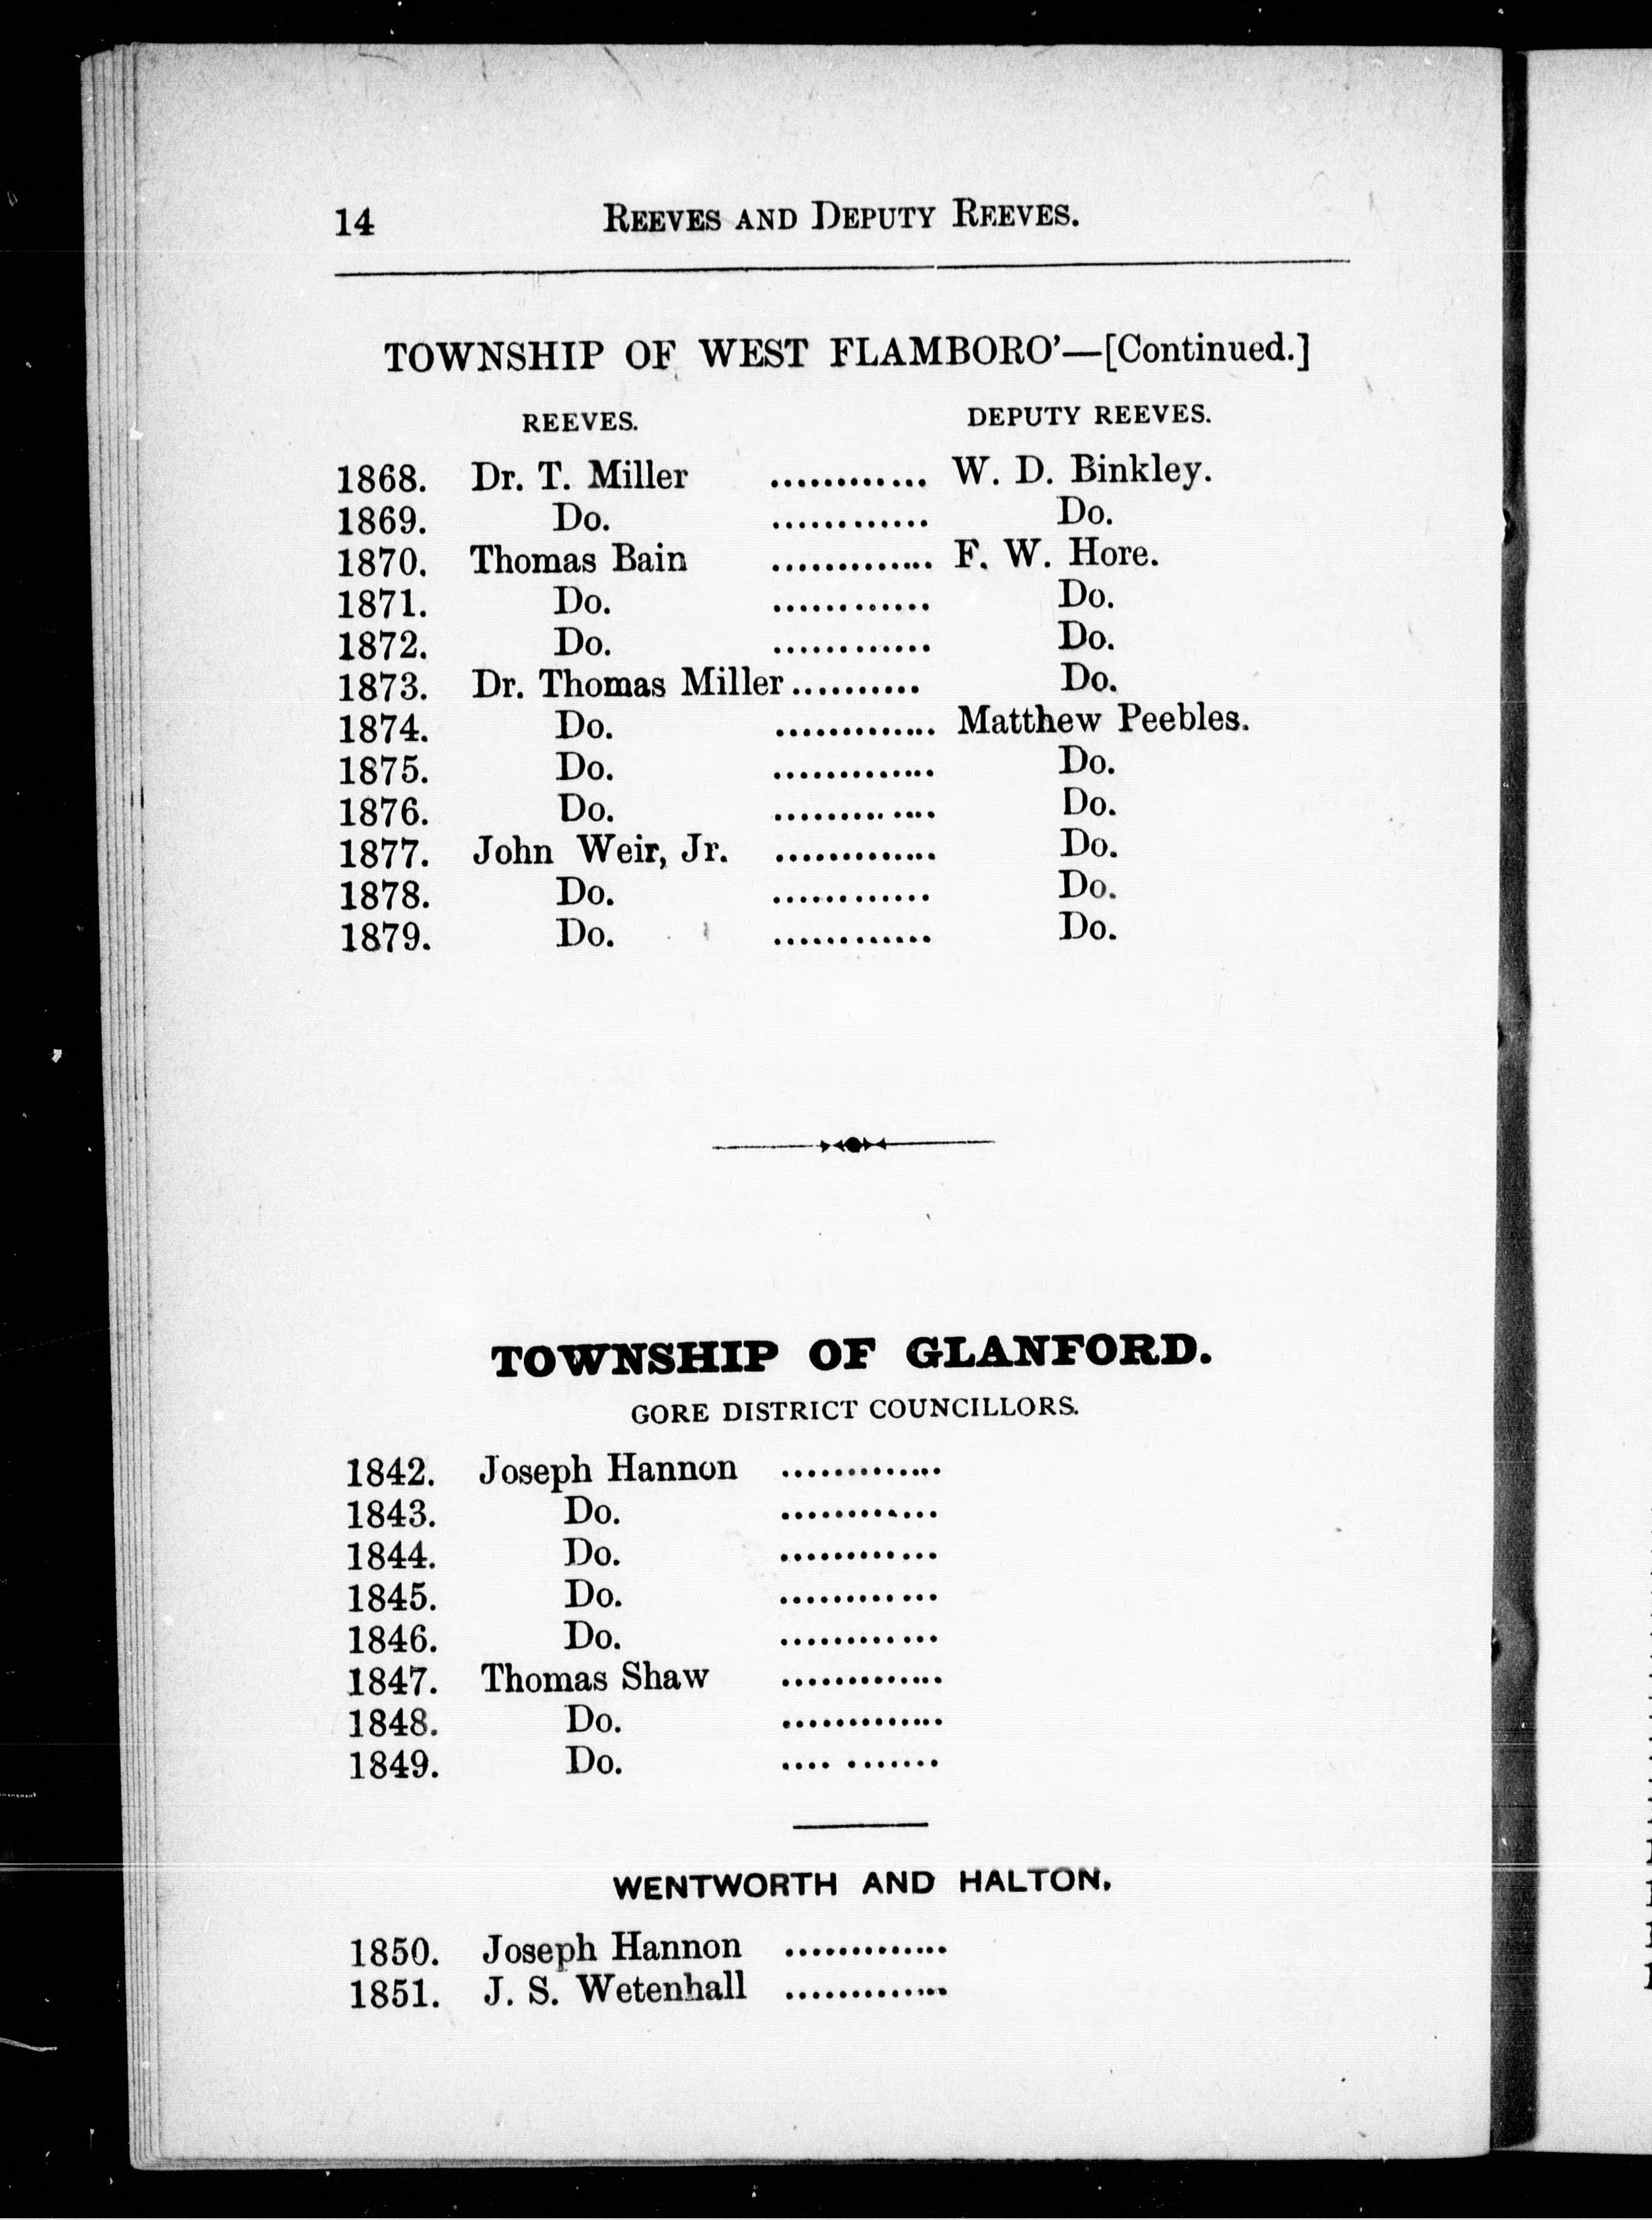 14 REEVES AND DEPUTY REEVES.
TOWNSHIP OF WEST FLAMBORO'—[Continued.]
REEVES. DEPUTY REEVES.
1868. Dr. T. Miller ............ W. D. Binkley.
1869. Do. ............ Do.
1870. Thomas Bain ............ F. W. Hore.
1871. Do. ............ Do.
1872. Do. ............ Do.
1873. Dr. Thomas Miller .......... Do.
1874. Do. ............ Matthew Peebles.
1875. Do. ............ Do.
1876. Do. ............ Do.
1877. John Weir, Jr. ............ Do.
1878. Do. ............ Do.
1879. Do. ............ Do.
TOWNSHIP OF GLANFORD.
GORE DISTRICT COUNCILLORS.
1842. Joseph Hannon ............
1843. Do. ............
1844. Do. ............
1845. Do. ............
1846. Do. ............
1847. Thomas Shaw ............
1848. Do. ............
1849. Do. .... .......
WENTWORTH AND HALTON.
1850. Joseph Hannon ............
1851. J. S. Wetenhall ............